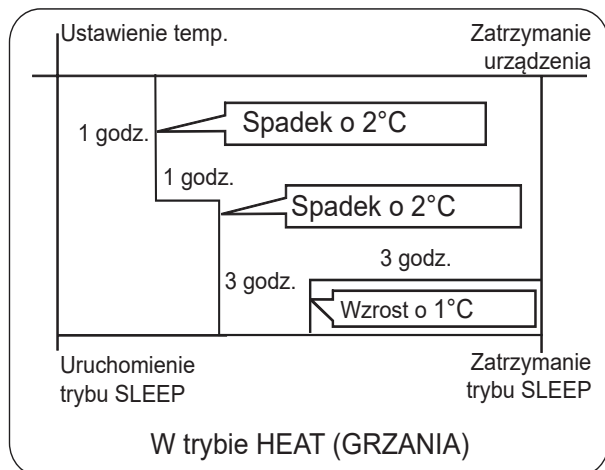 Ustawienie temp.
Zatrzymanie
urządzenia
1 godz.
Spadek o 2°C
1 godz.
Spadek o 2°C
3 godz.
3 godz.
Wzrost o 1°C
Uruchomienie
trybu SLEEP
Zatrzymanie
trybu SLEEP
W trybie HEAT (GRZANIA)